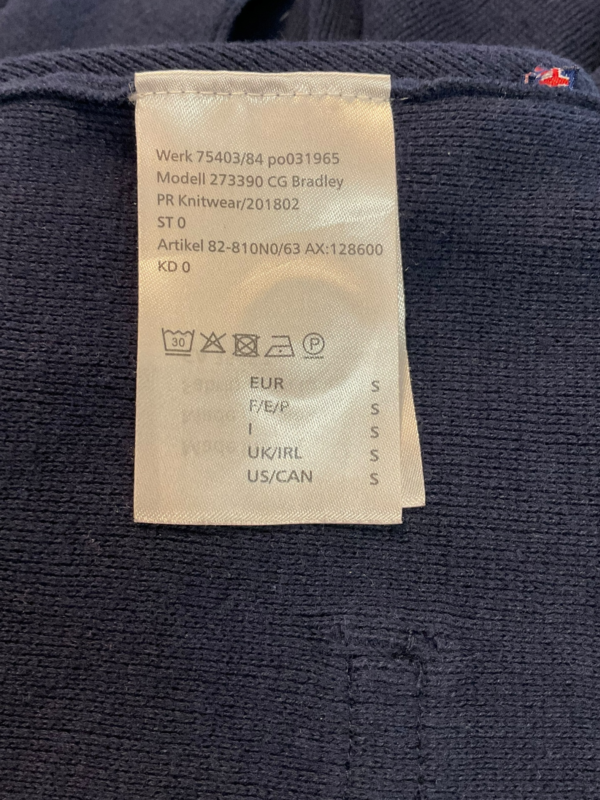 Werk 75403/84 po031965
Modell 273390 CG Bradley
PR Knitwear/201802
ST 0
Artikel 82-810N0/63 AX:128600
KD 0
30 P
EUR S
F/E/P S
I S
UK/IRL S
US/CAN S